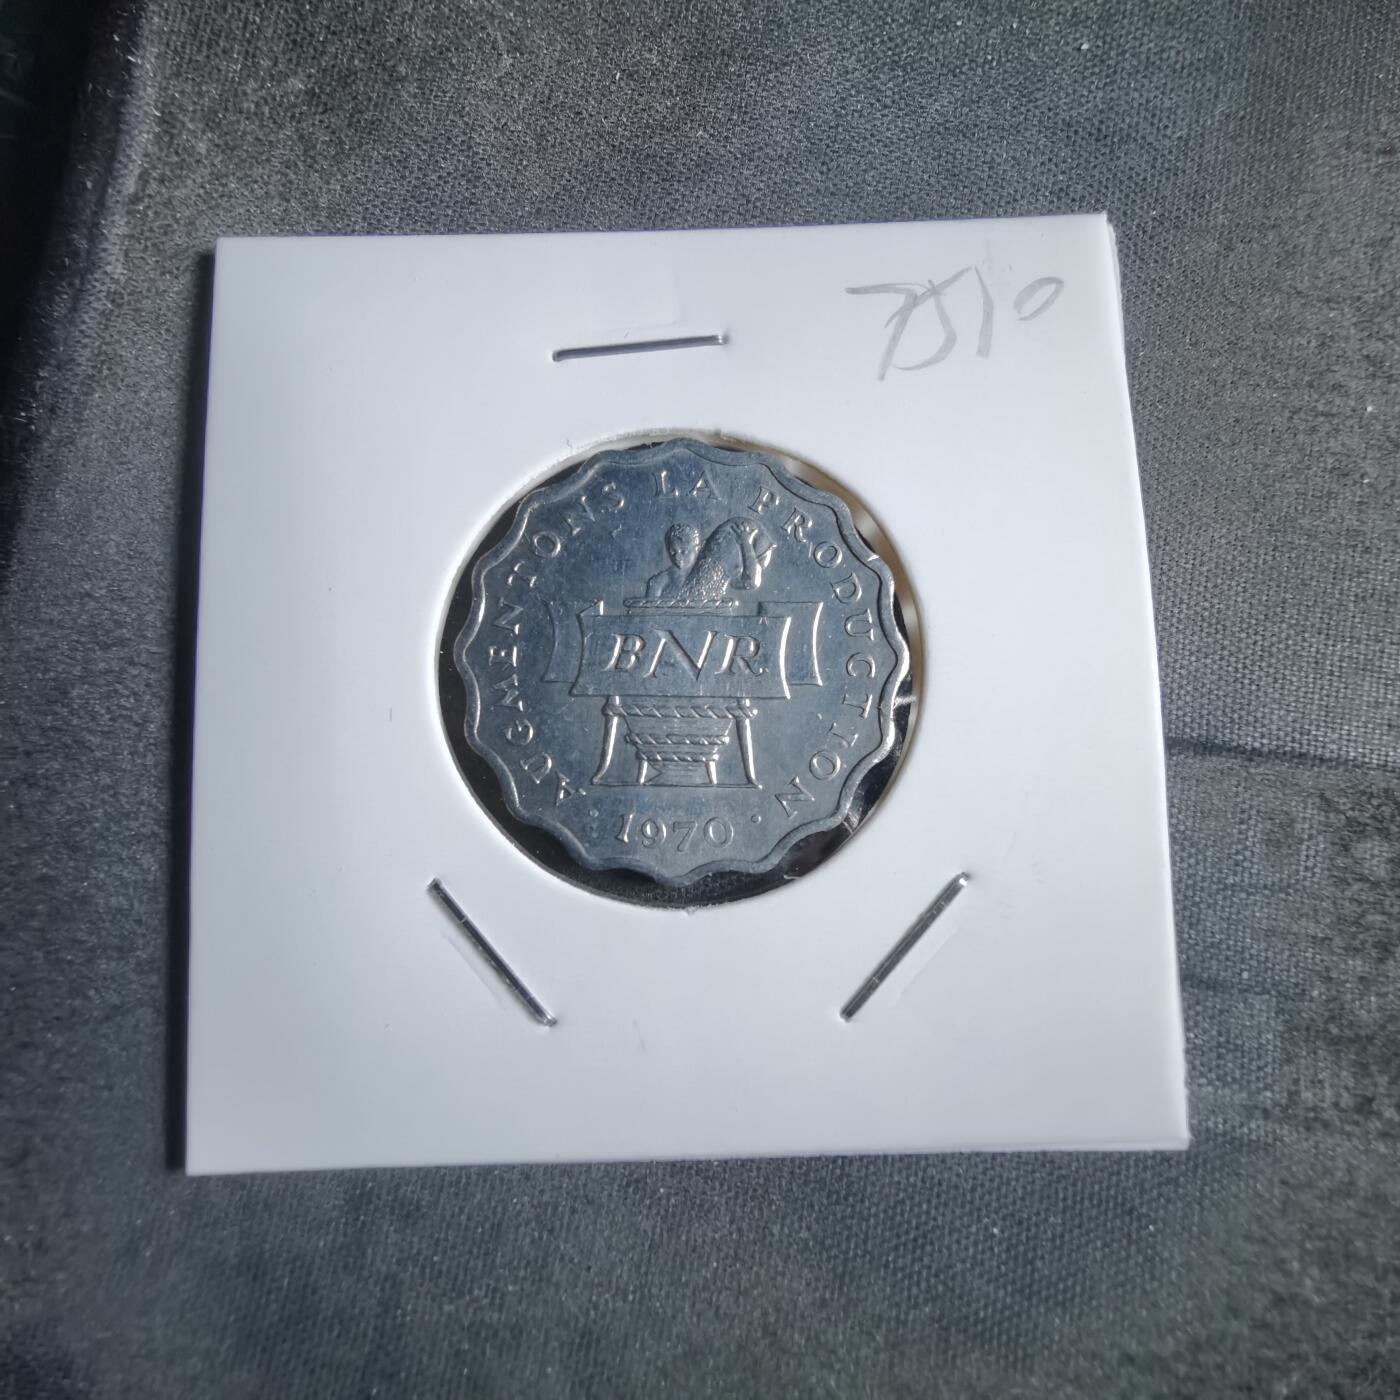 7510
AUGMENTONS LA PRODUCTION
BNR
· 1970 ·